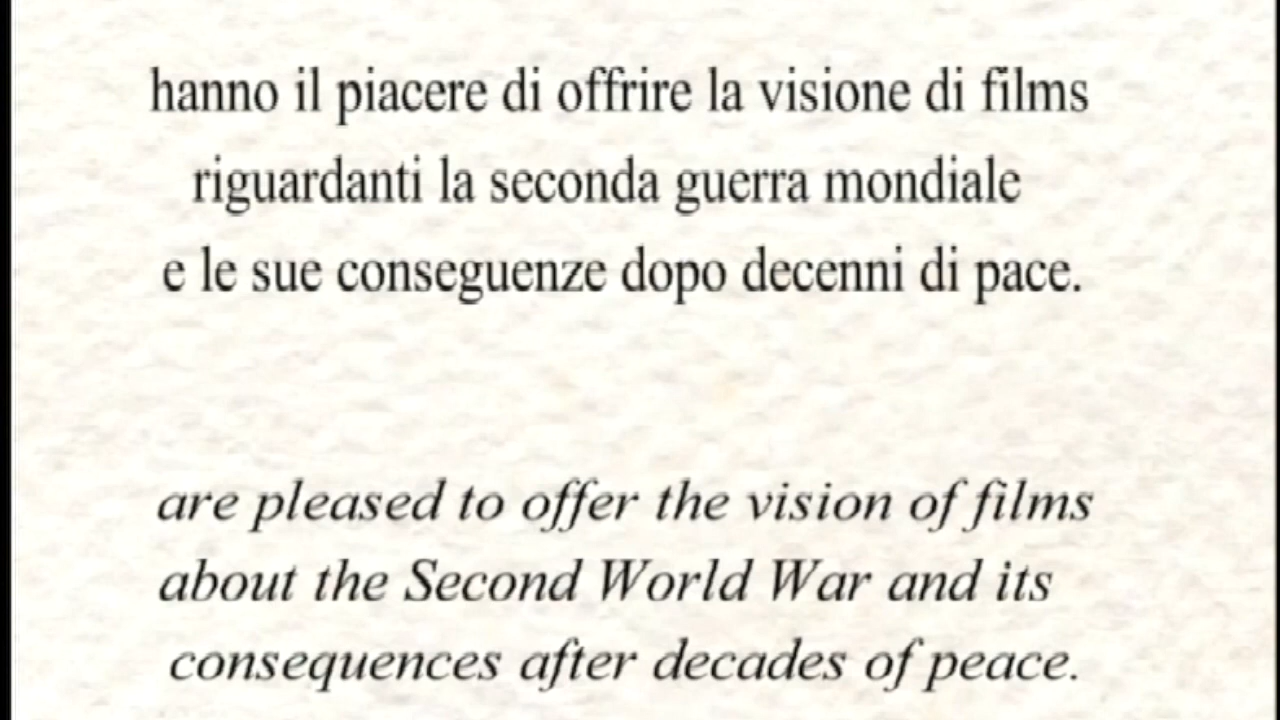 hanno il piacere di offrire la visione di films
riguardanti la seconda guerra mondiale
e le sue conseguenze dopo decenni di pace.
are pleased to offer the vision of films
about the Second World War and its
consequences after decades of peace.